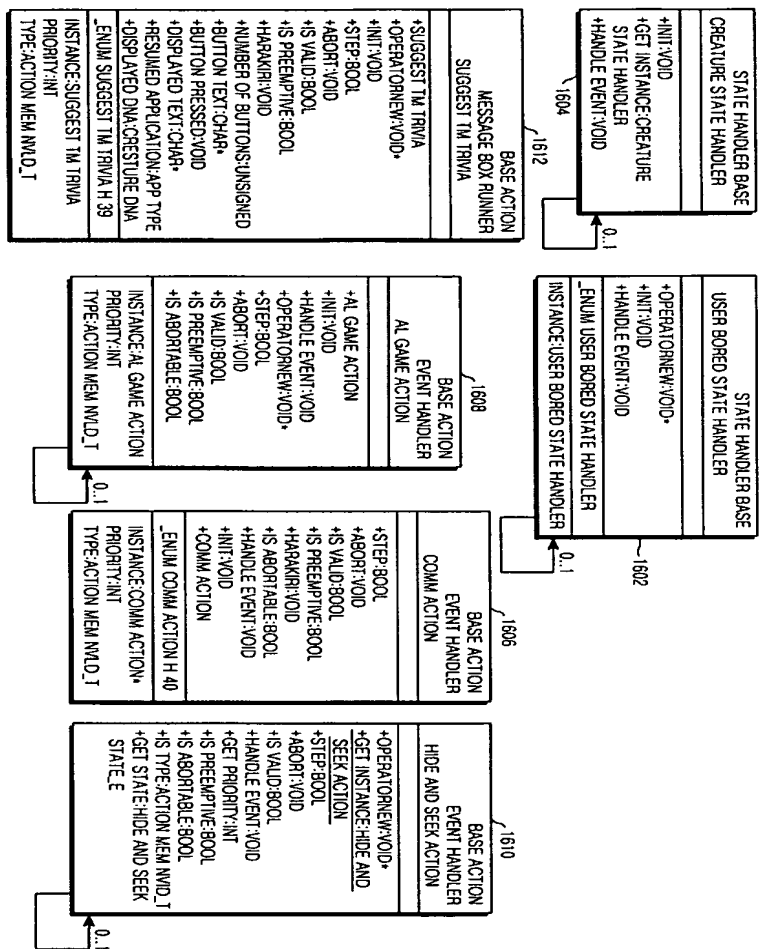 STATE HANDLER BASE
CREATURE STATE HANDLER
+INIT:VOID
+GET INSTANCE:CREATURE
STATE HANDLER
+HANDLE EVENT:VOID
0..1
1604
STATE HANDLER BASE
USER BORED STATE HANDLER
+OPERATORNEW:VOID*
+INIT:VOID
+HANDLE EVENT:VOID
_ENUM USER BORED STATE HANDLER
INSTANCE:USER BORED STATE HANDLER
0..1
1602
1612
BASE ACTION
MESSAGE BOX RUNNER
SUGGEST TM TRIVIA
+SUGGEST TM TRIVIA
+OPERATORNEW:VOID*
+INIT:VOID
+STEP:BOOL
+ABORT:VOID
+IS VALID:BOOL
+IS PREEMPTIVE:BOOL
+HARAKIRI:VOID
+NUMBER OF BUTTONS:UNSIGNED
+BUTTON TEXT:CHAR*
+BUTTON PRESSED:VOID
+DISPLAYED TEXT:CHAR*
+RESUMED APPLICATION:APP TYPE
+DISPLAYED DNA:CRESTURE DNA
_ENUM SUGGEST TM TRIVIA H 39
INSTANCE:SUGGEST TM TRIVIA
PRIORITY:INT
TYPE:ACTION MEM NVLO_T
1608
BASE ACTION
EVENT HANDLER
AL GAME ACTION
+AL GAME ACTION
+INIT:VOID
+HANDLE EVENT:VOID
+OPERATORNEW:VOID*
+STEP:BOOL
+ABORT:VOID
+IS VALID:BOOL
+IS PREEMPTIVE:BOOL
+IS ABORTABLE:BOOL
INSTANCE:AL GAME ACTION
PRIORITY:INT
TYPE:ACTION MEM NVLD_T
0..1
1606
BASE ACTION
EVENT HANDLER
COMM ACTION
+STEP:BOOL
+ABORT:VOID
+IS VALID:BOOL
+IS PREEMPTIVE:BOOL
+HARAKIRI:VOID
+IS ABORTABLE:BOOL
+HANDLE EVENT:VOID
+INIT:VOID
+COMM ACTION
_ENUM COMM ACTION H 40
INSTANCE:COMM ACTION*
PRIORITY:INT
TYPE:ACTION MEM NVLO_T
1610
BASE ACTION
EVENT HANDLER
HIDE AND SEEK ACTION
+OPERATORNEW:VOID*
+GET INSTANCE:HIDE AND
SEEK ACTION
+STEP:BOOL
+ABORT:VOID
+IS VALID:BOOL
+HANDLE EVENT:VOID
+GET PRIORITY:INT
+IS PREEMPTIVE:BOOL
+IS ABORTABLE:BOOL
+IS TYPE:ACTION MEM NVID_T
+GET STATE:HIDE AND SEEK
STATE_E
0..1